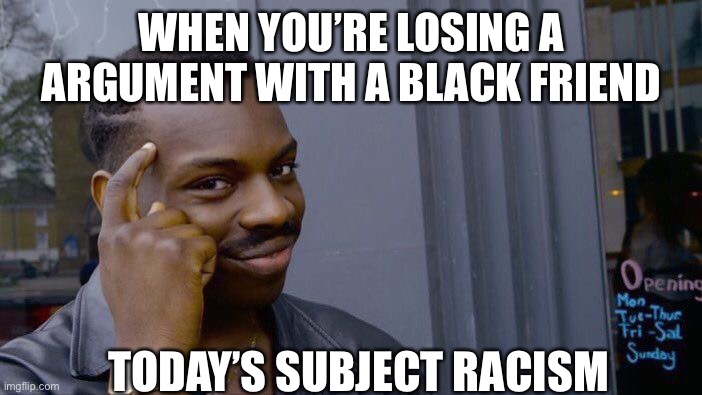 WHEN YOU’RE LOSING A
ARGUMENT WITH A BLACK FRIEND
Opening
Mon
Tue-Thur
Fri-Sat
Sunday
TODAY’S SUBJECT RACISM
imgflip.com